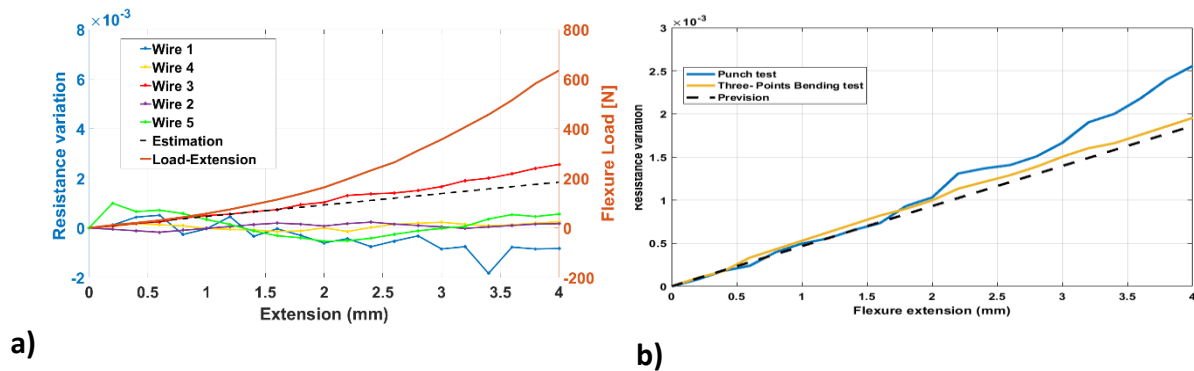 ×10^-3
8
6
4
2
0
-2
Resistance variation
Wire 1
Wire 4
Wire 3
Wire 2
Wire 5
Estimation
Load-Extension
800
600
400
200
0
-200
Flexure Load [N]
0 0.5 1 1.5 2 2.5 3 3.5 4
Extension (mm)
a)
×10^-3
3
2.5
2
1.5
1
0.5
0
Resistance variation
Punch test
Three- Points Bending test
Prevision
0 0.5 1 1.5 2 2.5 3 3.5 4
Flexure extension (mm)
b)